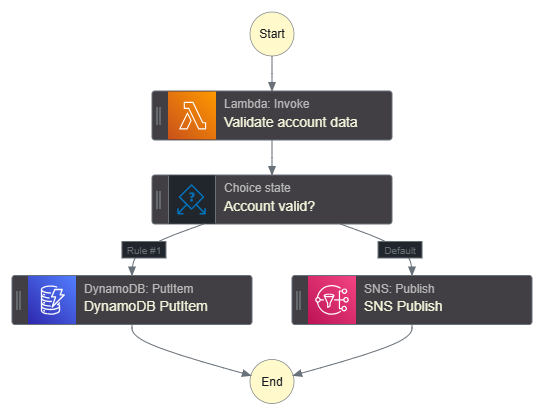 Start
Lambda: Invoke
Validate account data
Choice state
Account valid?
Rule #1
Default
DynamoDB: PutItem
DynamoDB PutItem
SNS: Publish
SNS Publish
End